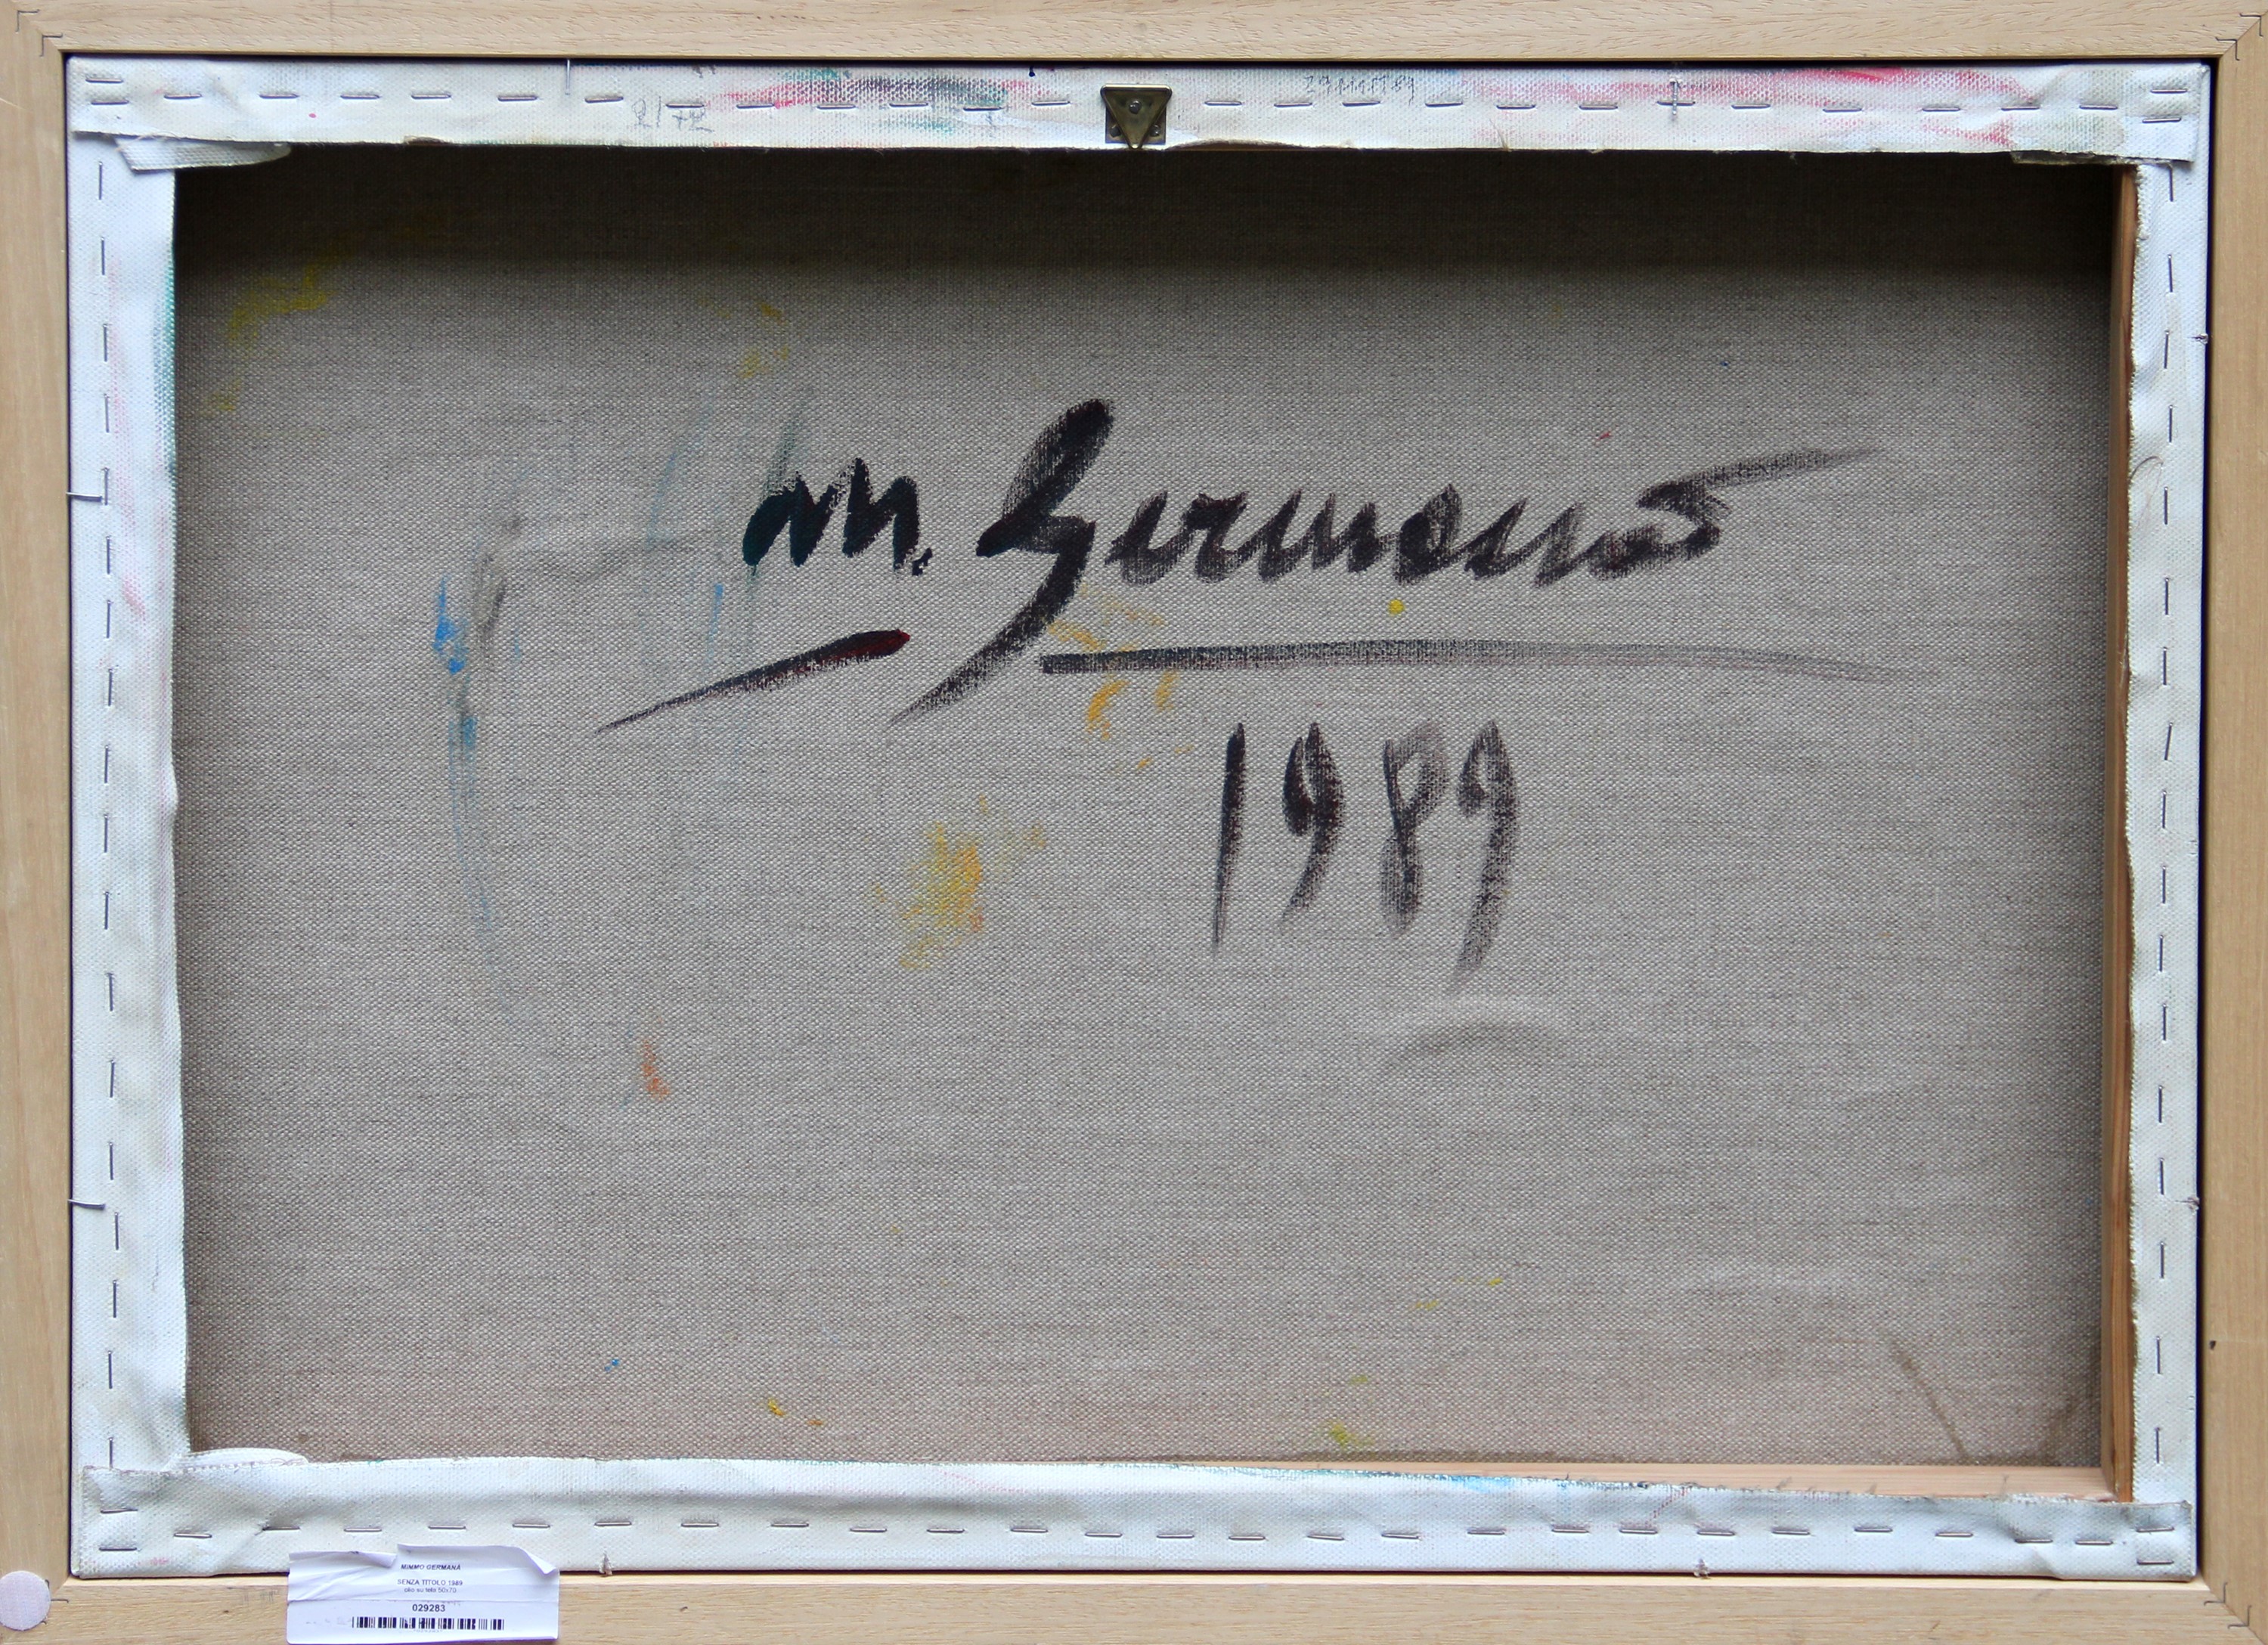 M. Germanà
1989
MIMMO GERMANÀ
SENZA TITOLO 1989
olio su tela 50x70
029283